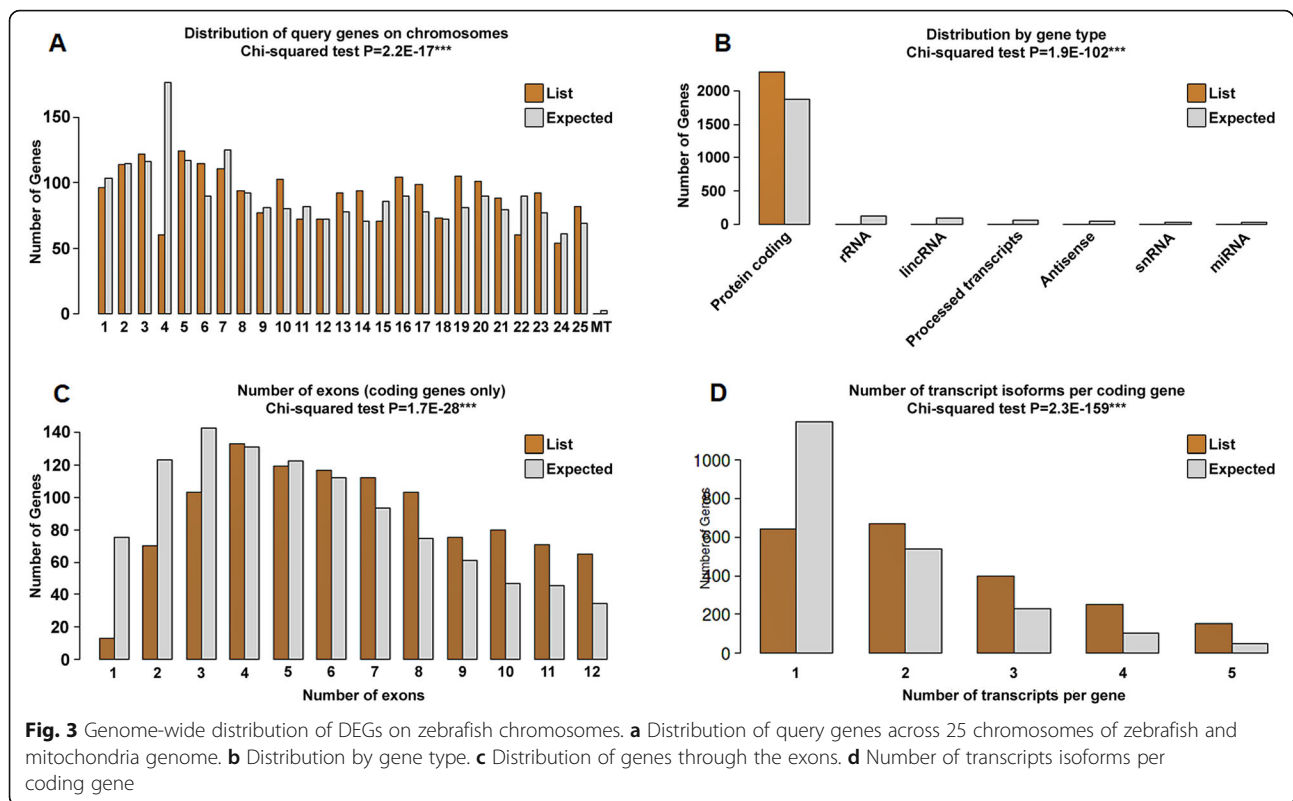 A
Distribution of query genes on chromosomes
Chi-squared test P=2.2E-17***
List
Expected
Number of Genes
150
100
50
0
1 2 3 4 5 6 7 8 9 10 11 12 13 14 15 16 17 18 19 20 21 22 23 24 25 MT
B
Distribution by gene type
Chi-squared test P=1.9E-102***
List
Expected
Number of Genes
2000
1500
1000
500
0
Protein coding
rRNA
lincRNA
Processed transcripts
Antisense
snRNA
miRNA
C
Number of exons (coding genes only)
Chi-squared test P=1.7E-28***
List
Expected
Number of Genes
140
120
100
80
60
40
20
0
1 2 3 4 5 6 7 8 9 10 11 12
Number of exons
D
Number of transcript isoforms per coding gene
Chi-squared test P=2.3E-159***
List
Expected
Number of Genes
1000
800
600
400
200
0
1 2 3 4 5
Number of transcripts per gene
Fig. 3 Genome-wide distribution of DEGs on zebrafish chromosomes. a Distribution of query genes across 25 chromosomes of zebrafish and
mitochondria genome. b Distribution by gene type. c Distribution of genes through the exons. d Number of transcripts isoforms per
coding gene